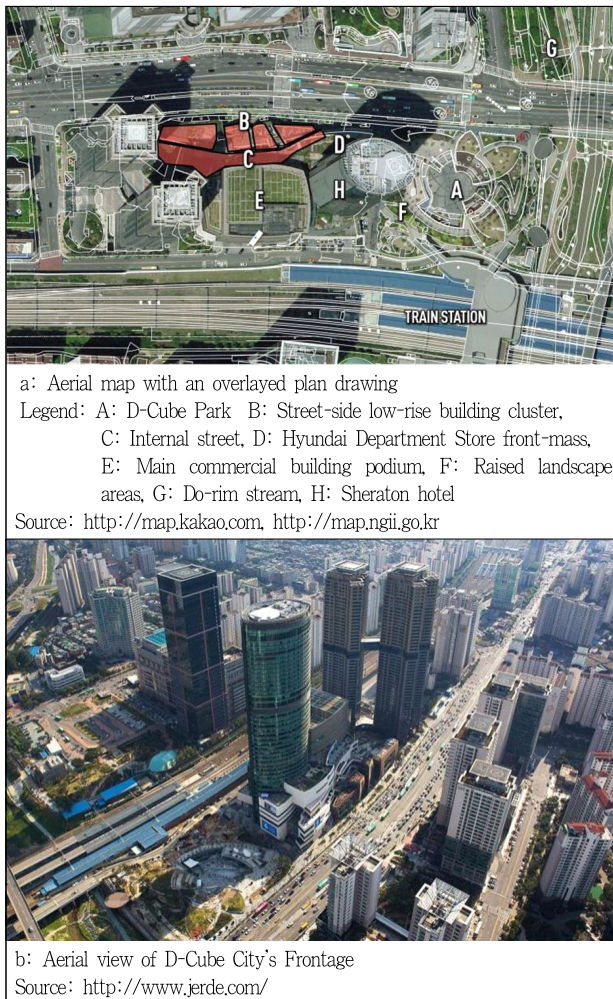 G
B
D
C
A
H
E
F
TRAIN STATION
a: Aerial map with an overlayed plan drawing
Legend: A: D-Cube Park B: Street-side low-rise building cluster,
C: Internal street, D: Hyundai Department Store front-mass,
E: Main commercial building podium, F: Raised landscape
areas, G: Do-rim stream, H: Sheraton hotel
Source: http://map.kakao.com, http://map.ngii.go.kr
b: Aerial view of D-Cube City's Frontage
Source: http://www.jerde.com/